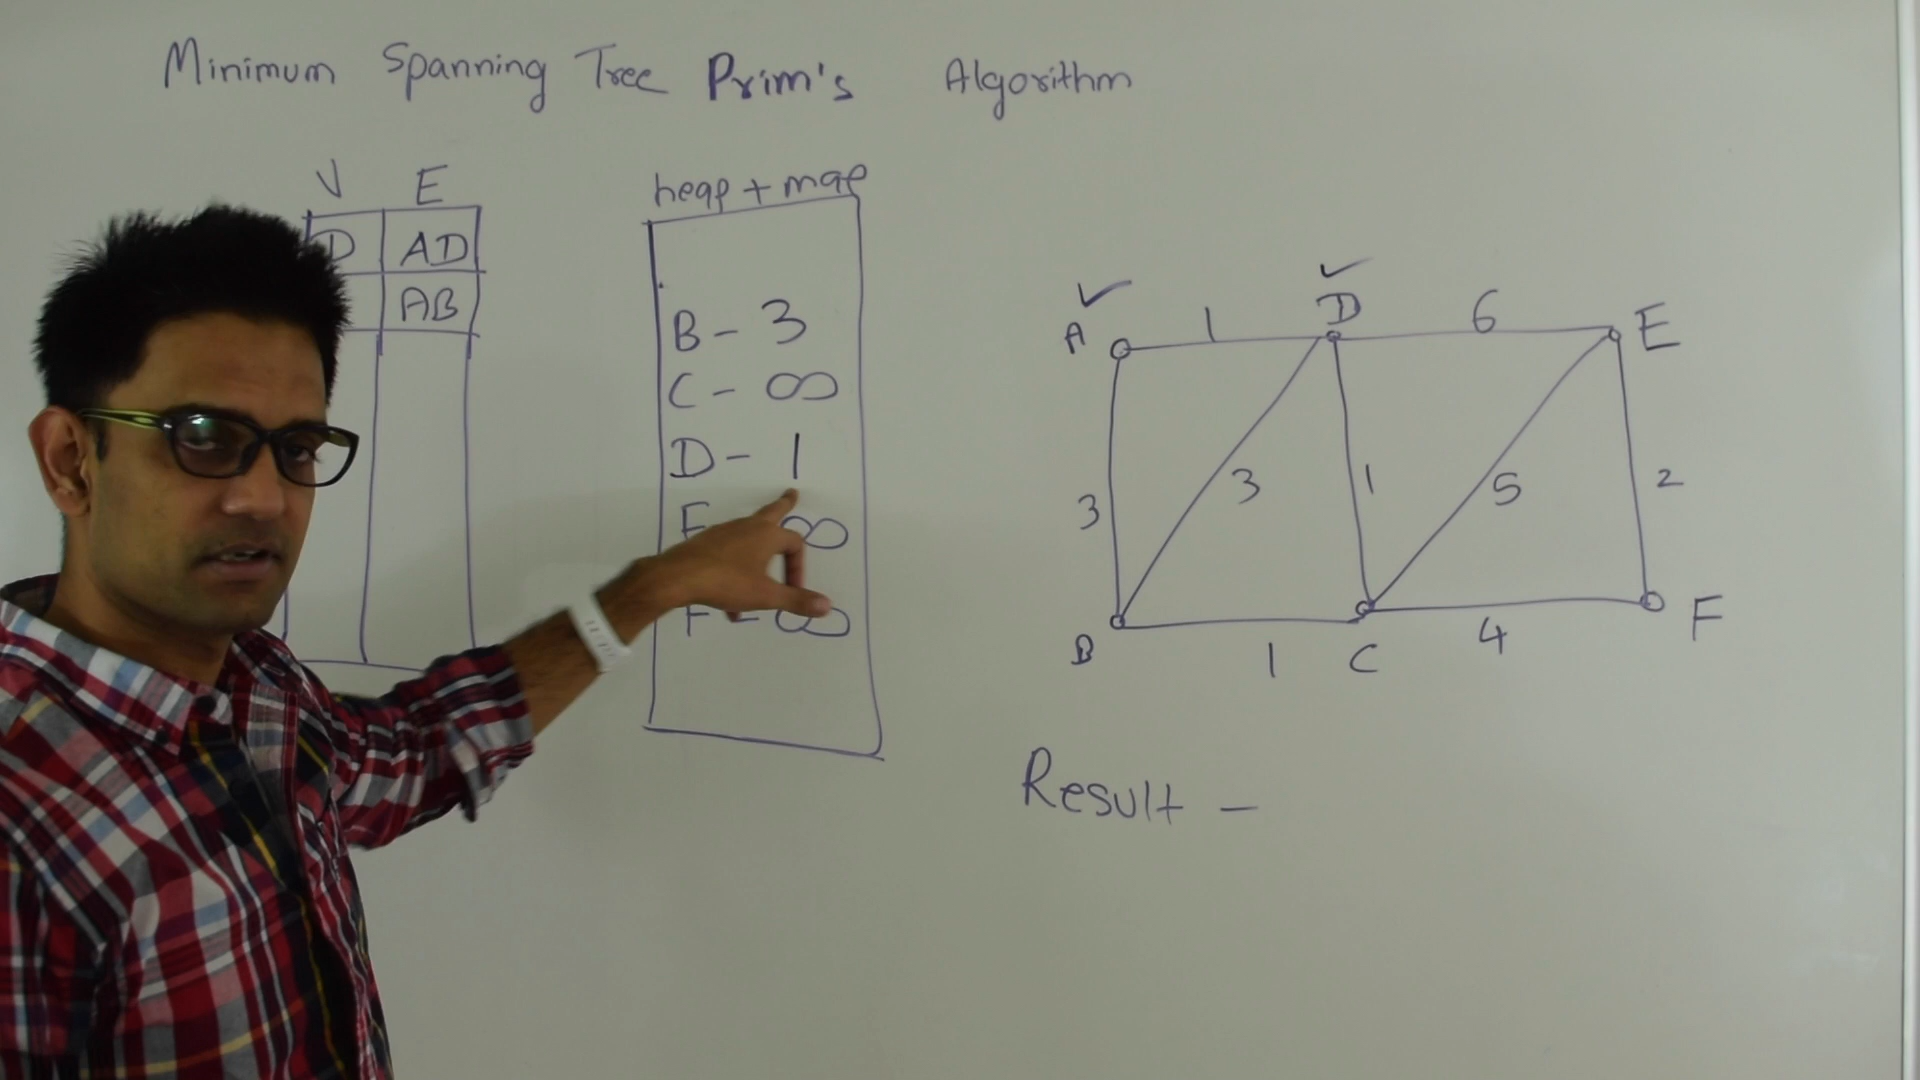 Minimum Spanning Tree Prim's Algorithm
V E
D AD
AB
heap + map
B - 3
C - ∞
D - 1
E - ∞
F - ∞
A 1 D 6 E
3 3 1 5 2
B 1 C 4 F
Result -